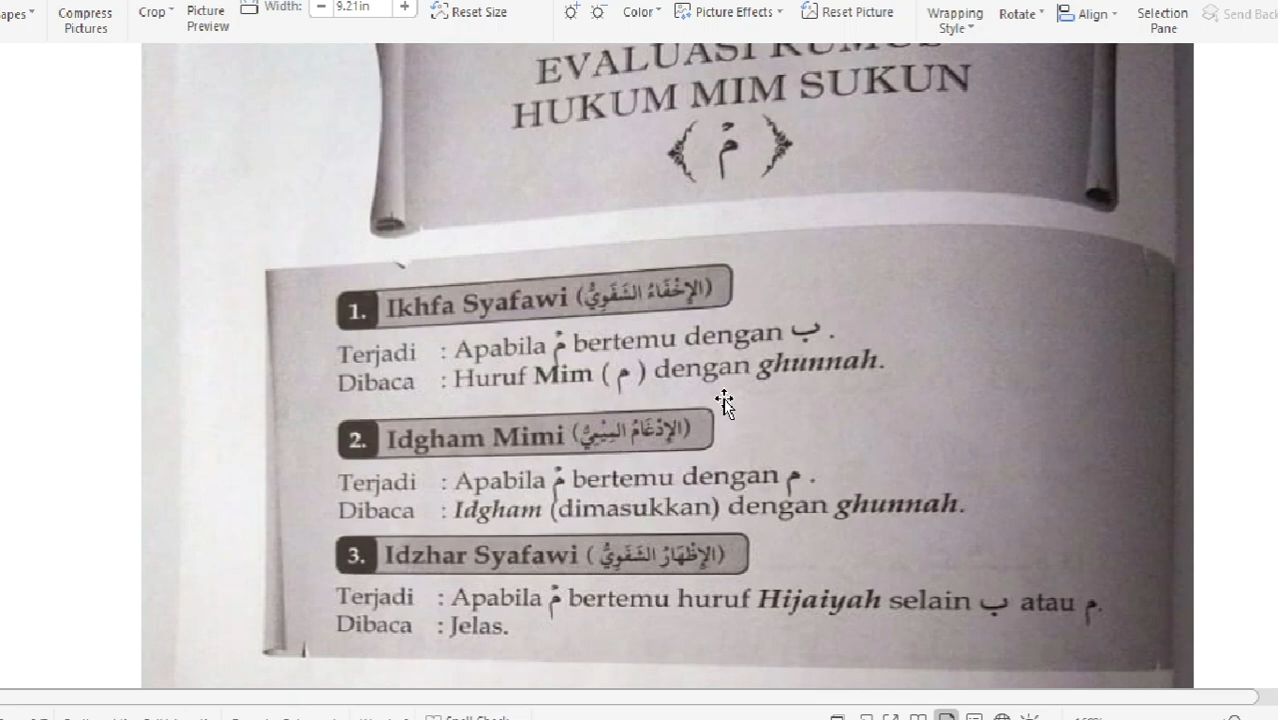 Width: − 9.21in +
Crop
Compress Pictures
Picture Preview
Reset Size
Color
Picture Effects
Reset Picture
Wrapping Style
Rotate
Align
Selection Pane
Send Back
EVALUASI RUMUS
HUKUM MIM SUKUN
(مْ)
1. Ikhfa Syafawi (الإِخْفَاءُ الشَّفَوِيُّ)
Terjadi : Apabila مْ bertemu dengan ب .
Dibaca : Huruf Mim ( م ) dengan ghunnah.
2. Idgham Mimi (الإِدْغَامُ المِيْمِيُّ)
Terjadi : Apabila مْ bertemu dengan م .
Dibaca : Idgham (dimasukkan) dengan ghunnah.
3. Idzhar Syafawi (الإِظْهَارُ الشَّفَوِيُّ)
Terjadi : Apabila مْ bertemu huruf Hijaiyah selain ب atau م.
Dibaca : Jelas.